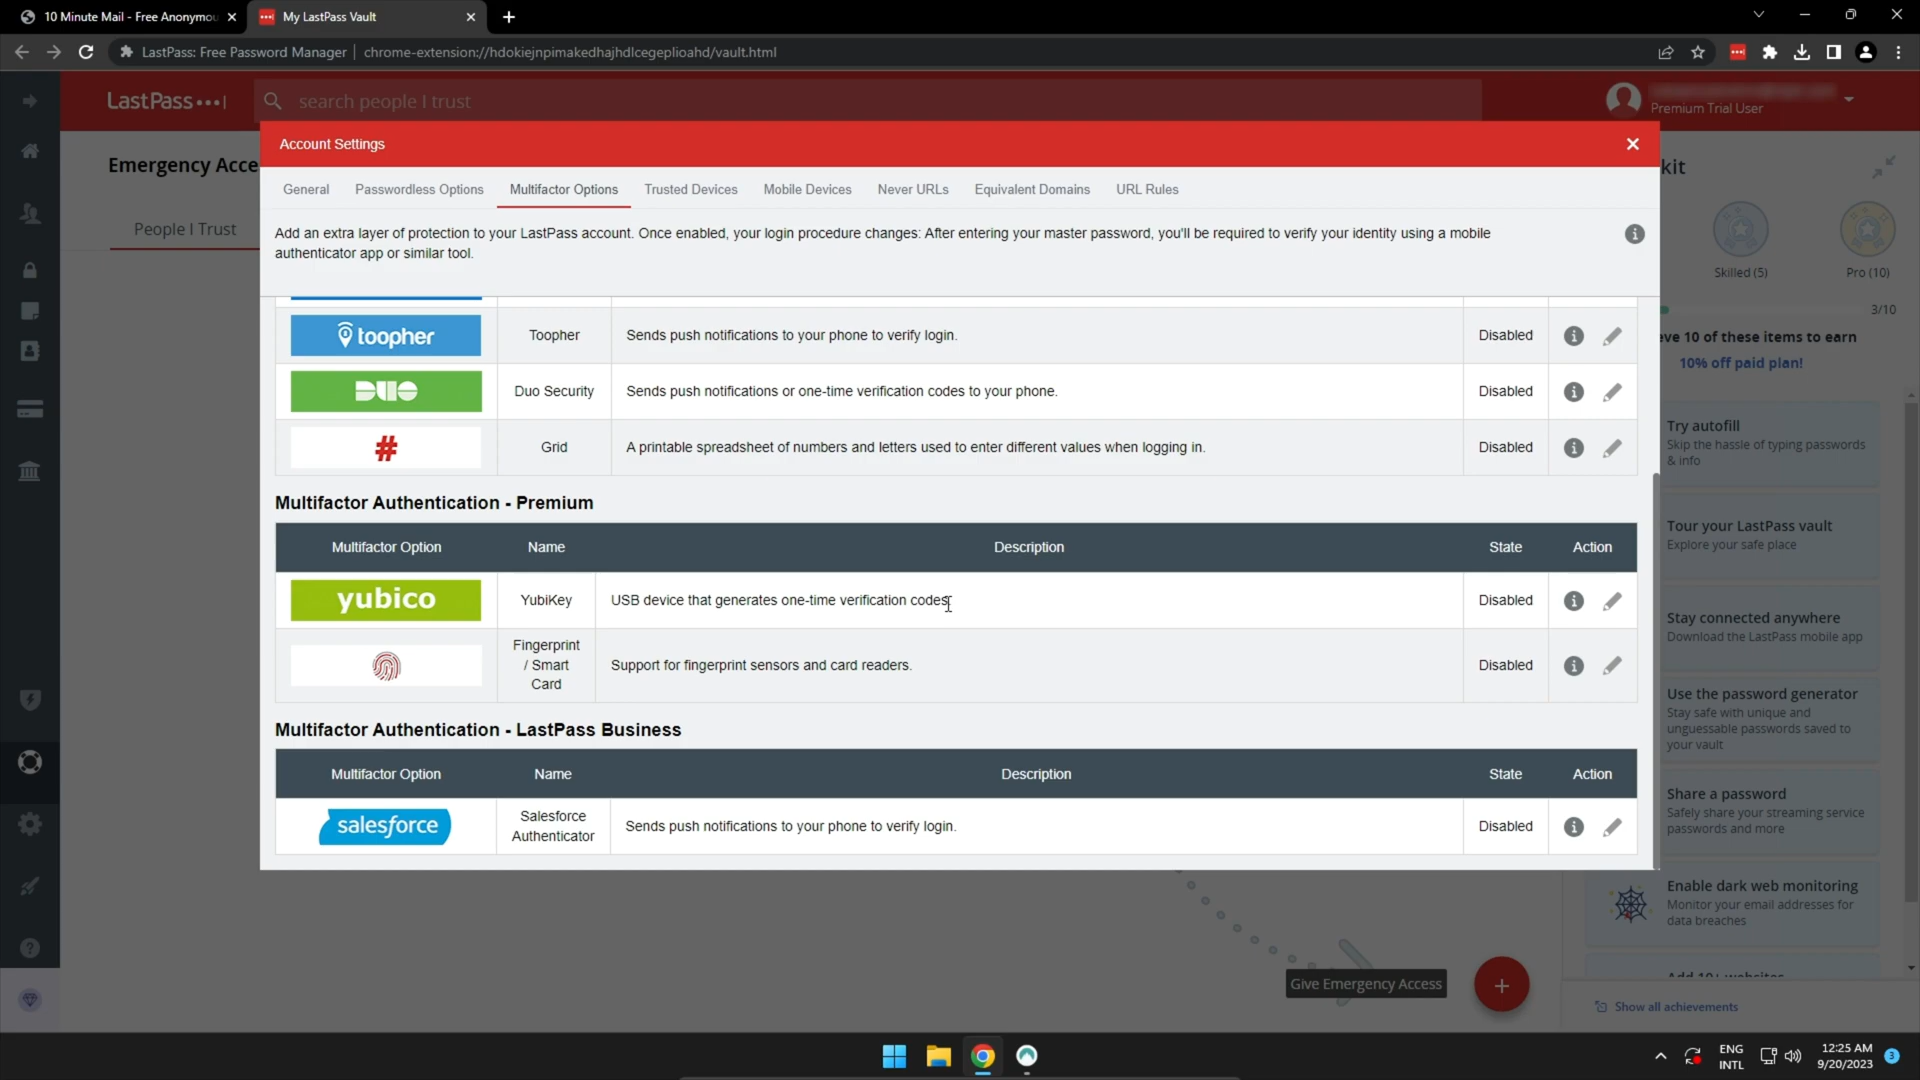 10 Minute Mail - Free Anonymou
My LastPass Vault
LastPass: Free Password Manager
chrome-extension://hdokiejnpimakedhajhdlcegeplioahd/vault.html
LastPass
search people I trust
Premium Trial User
Account Settings
Emergency Acce
kit
General
Passwordless Options
Multifactor Options
Trusted Devices
Mobile Devices
Never URLs
Equivalent Domains
URL Rules
People I Trust
Add an extra layer of protection to your LastPass account. Once enabled, your login procedure changes: After entering your master password, you'll be required to verify your identity using a mobile
authenticator app or similar tool.
Skilled (5)
Pro (10)
3/10
eve 10 of these items to earn
10% off paid plan!
toopher
Toopher
Sends push notifications to your phone to verify login.
Disabled
DUO
Duo Security
Sends push notifications or one-time verification codes to your phone.
Disabled
#
Grid
A printable spreadsheet of numbers and letters used to enter different values when logging in.
Disabled
Multifactor Authentication - Premium
Multifactor Option
Name
Description
State
Action
yubico
YubiKey
USB device that generates one-time verification codes.
Disabled
Fingerprint
/ Smart
Card
Support for fingerprint sensors and card readers.
Disabled
Multifactor Authentication - LastPass Business
Multifactor Option
Name
Description
State
Action
salesforce
Salesforce
Authenticator
Sends push notifications to your phone to verify login.
Disabled
Try autofill
Skip the hassle of typing passwords
& info
Tour your LastPass vault
Explore your safe place
Stay connected anywhere
Download the LastPass mobile app
Use the password generator
Stay safe with unique and
unguessable passwords saved to
your vault
Share a password
Safely share your streaming service
passwords and more
Enable dark web monitoring
Monitor your email addresses for
data breaches
Add 10+ websites
Give Emergency Access
+
Show all achievements
ENG
INTL
12:25 AM
9/20/2023
3